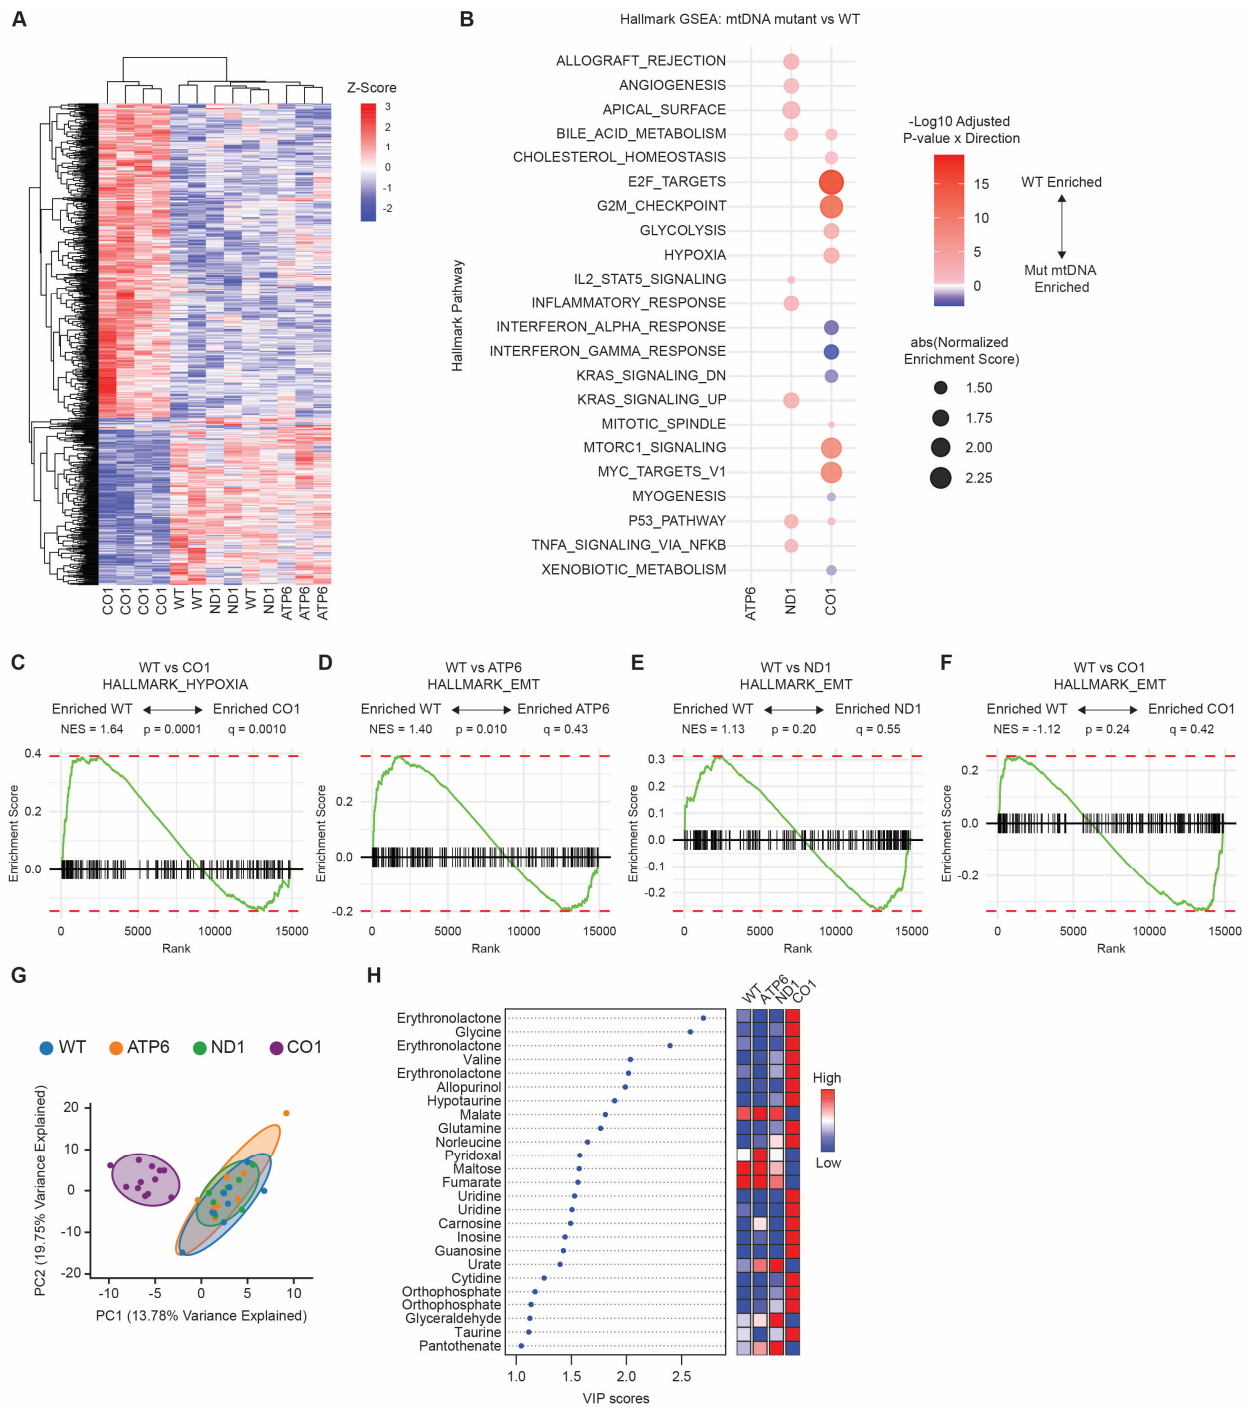 A
Z-Score
3
2
1
0
-1
-2
CO1
CO1
CO1
CO1
WT
WT
ND1
ND1
WT
ND1
ATP6
ATP6
ATP6
B
Hallmark GSEA: mtDNA mutant vs WT
Hallmark Pathway
ALLOGRAFT_REJECTION
ANGIOGENESIS
APICAL_SURFACE
BILE_ACID_METABOLISM
CHOLESTEROL_HOMEOSTASIS
E2F_TARGETS
G2M_CHECKPOINT
GLYCOLYSIS
HYPOXIA
IL2_STAT5_SIGNALING
INFLAMMATORY_RESPONSE
INTERFERON_ALPHA_RESPONSE
INTERFERON_GAMMA_RESPONSE
KRAS_SIGNALING_DN
KRAS_SIGNALING_UP
MITOTIC_SPINDLE
MTORC1_SIGNALING
MYC_TARGETS_V1
MYOGENESIS
P53_PATHWAY
TNFA_SIGNALING_VIA_NFKB
XENOBIOTIC_METABOLISM
ATP6
ND1
CO1
-Log10 Adjusted
P-value x Direction
15
10
5
0
WT Enriched
Mut mtDNA
Enriched
abs(Normalized
Enrichment Score)
1.50
1.75
2.00
2.25
C
WT vs CO1
HALLMARK_HYPOXIA
Enriched WT
Enriched CO1
NES = 1.64 p = 0.0001 q = 0.0010
Enrichment Score
0.4
0.2
0.0
0 5000 10000 15000
Rank
D
WT vs ATP6
HALLMARK_EMT
Enriched WT
Enriched ATP6
NES = 1.40 p = 0.010 q = 0.43
Enrichment Score
0.2
0.0
-0.2
0 5000 10000 15000
Rank
E
WT vs ND1
HALLMARK_EMT
Enriched WT
Enriched ND1
NES = 1.13 p = 0.20 q = 0.55
Enrichment Score
0.3
0.2
0.1
0.0
-0.1
-0.2
0 5000 10000 15000
Rank
F
WT vs CO1
HALLMARK_EMT
Enriched WT
Enriched CO1
NES = -1.12 p = 0.24 q = 0.42
Enrichment Score
0.2
0.0
-0.2
0 5000 10000 15000
Rank
G
WT ATP6 ND1 CO1
PC2 (19.75% Variance Explained)
20
10
0
-10
-20
-10 -5 0 5 10
PC1 (13.78% Variance Explained)
H
WT
ATP6
ND1
CO1
Erythronolactone
Glycine
Erythronolactone
Valine
Erythronolactone
Allopurinol
Hypotaurine
Malate
Glutamine
Norleucine
Pyridoxal
Maltose
Fumarate
Uridine
Uridine
Carnosine
Inosine
Guanosine
Urate
Cytidine
Orthophosphate
Orthophosphate
Glyceraldehyde
Taurine
Pantothenate
1.0 1.5 2.0 2.5
VIP scores
High
Low